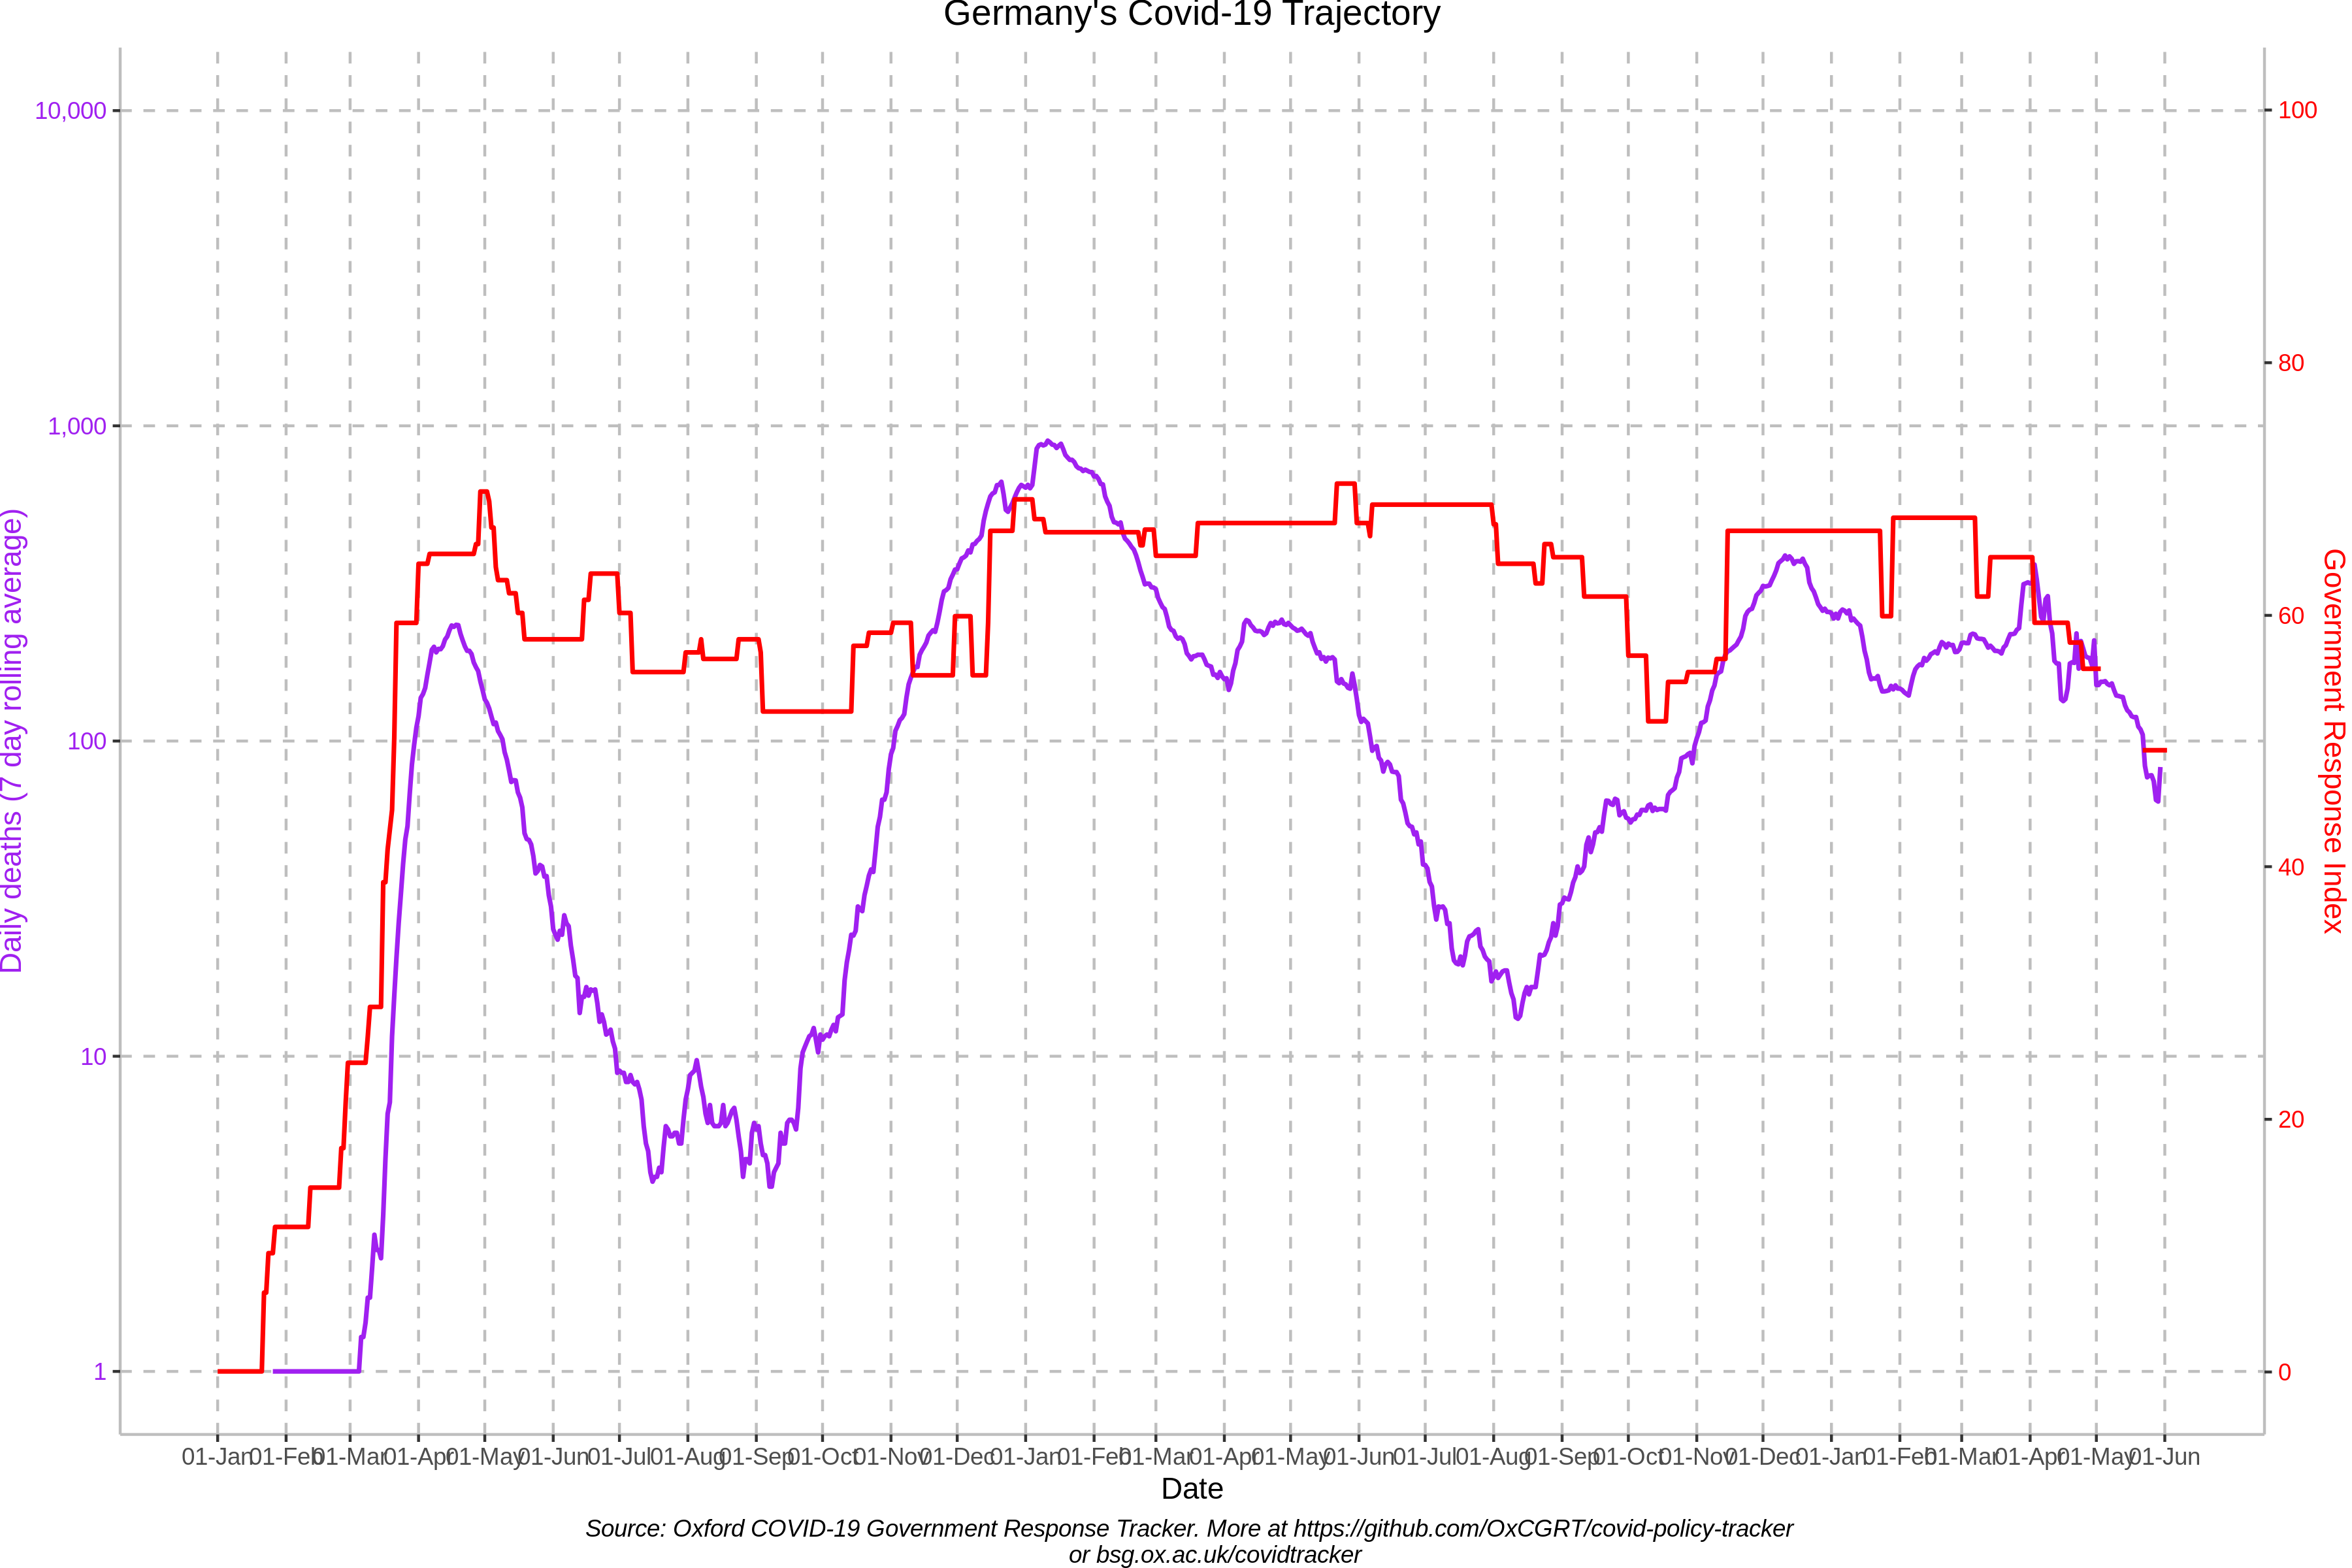 Germany's Covid-19 Trajectory
10,000
1,000
100
10
1
Daily deaths (7 day rolling average)
100
80
60
40
20
0
Government Response Index
01-Jan 01-Feb 01-Mar 01-Apr 01-May 01-Jun 01-Jul 01-Aug 01-Sep 01-Oct 01-Nov 01-Dec 01-Jan 01-Feb 01-Mar 01-Apr 01-May 01-Jun 01-Jul 01-Aug 01-Sep 01-Oct 01-Nov 01-Dec 01-Jan 01-Feb 01-Mar 01-Apr 01-May 01-Jun
Date
Source: Oxford COVID-19 Government Response Tracker. More at https://github.com/OxCGRT/covid-policy-tracker
or bsg.ox.ac.uk/covidtracker